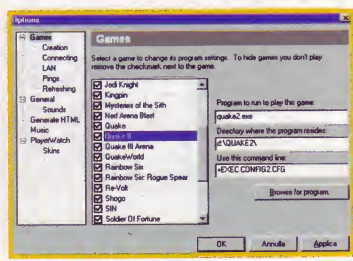 Options
Games
Creation
Connecting
LAN
Pings
Refreshing
General
Sounds
Generate HTML
Music
PlayerWatch
Skins
Games
Select a game to change its program settings. To hide games you don't play
remove the checkmark next to the game.
Jedi Knight
Kingpin
Mysteries of the Sith
Nerf Arena Blast
Quake
Quake II
Quake III Arena
QuakeWorld
Rainbow Six
Rainbow Six: Rogue Spear
Re-Volt
Shogo
SiN
Soldier Of Fortune
Program to run to play the game:
quake2.exe
Directory where the program resides:
d:\QUAKE2\
Use this command line:
+EXEC CONFIG2.CFG
Browse for program.
OK
Annulla
Applica